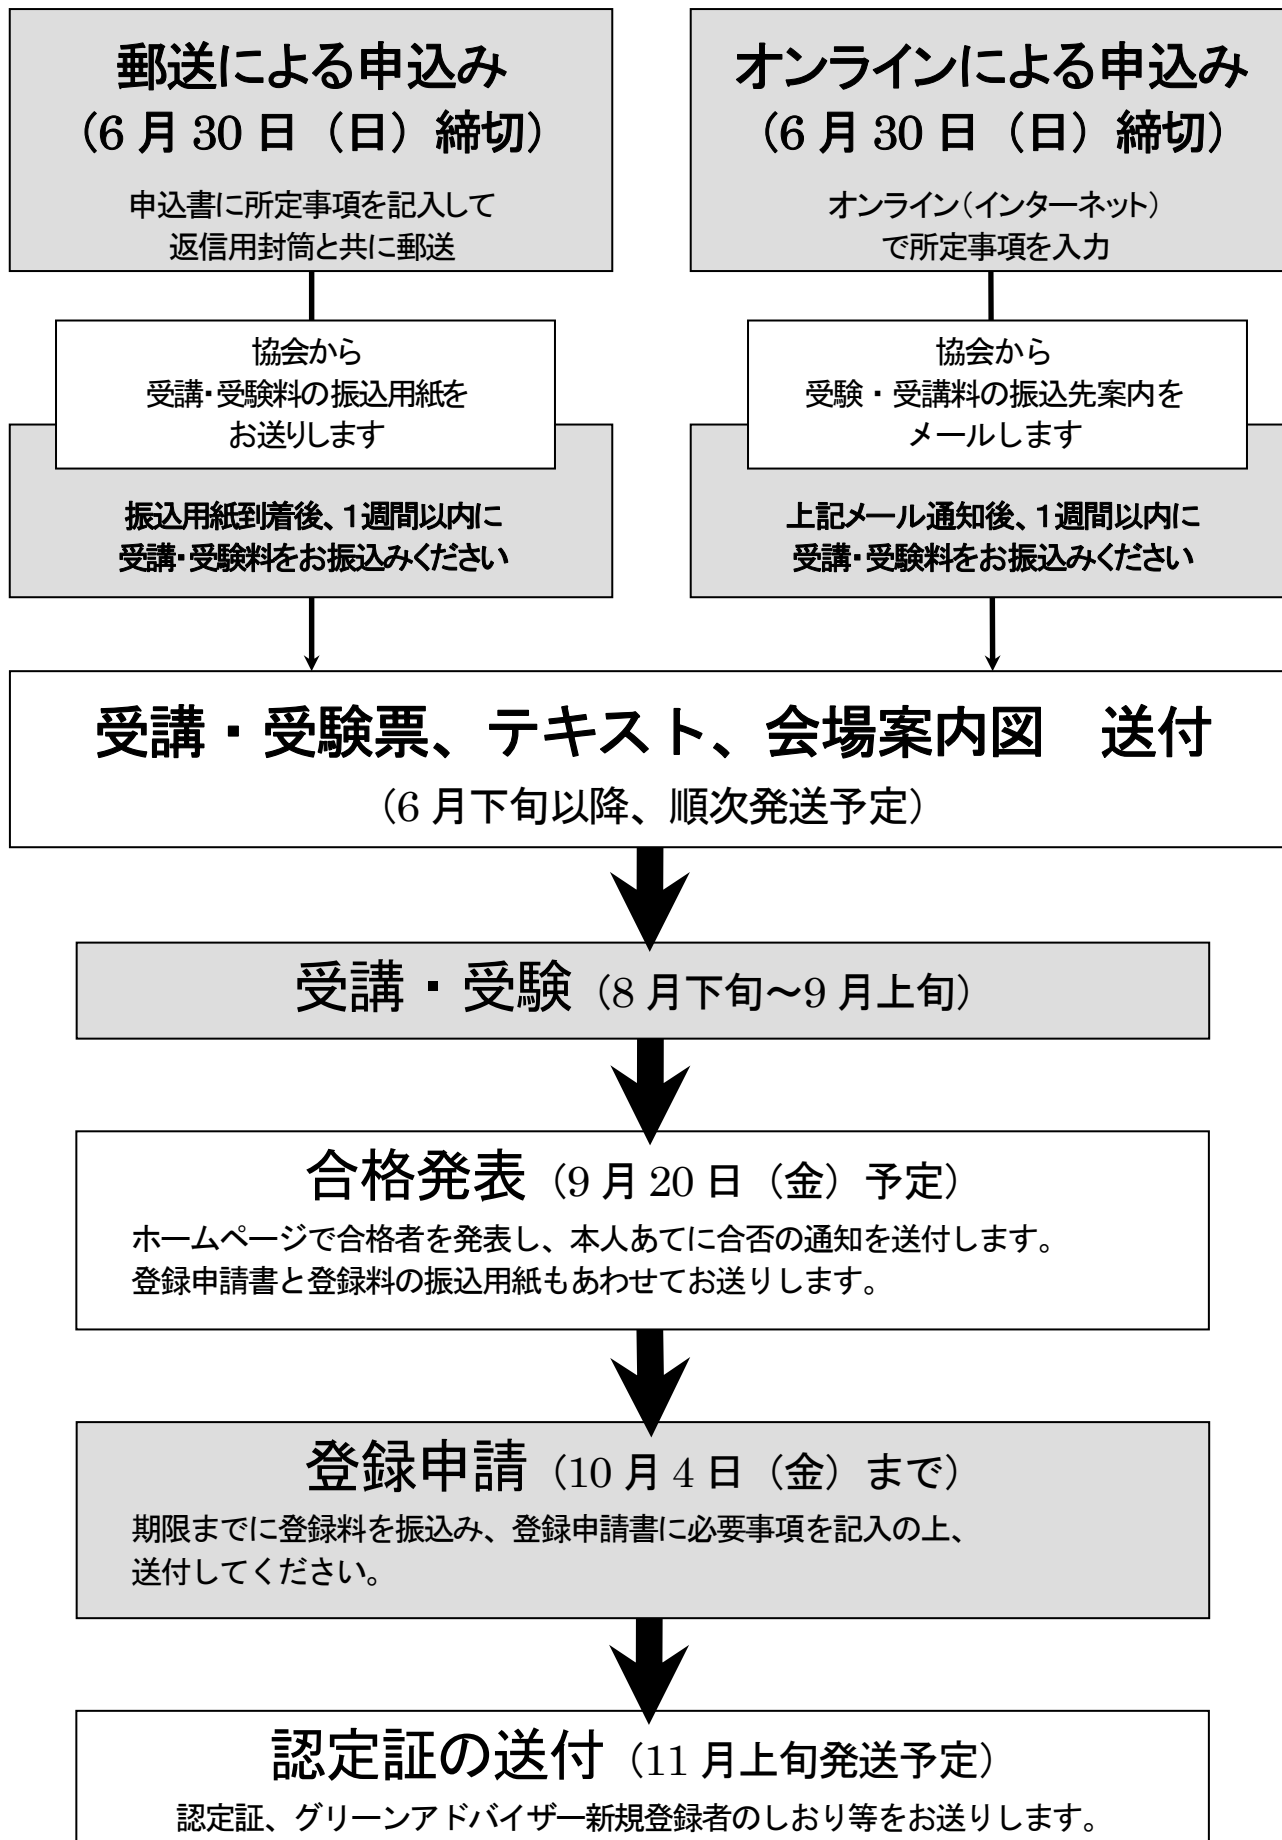 郵送による申込み
（6 月 30 日（日）締切）
申込書に所定事項を記入して
返信用封筒と共に郵送
協会から
受講・受験料の振込用紙を
お送りします
振込用紙到着後、1週間以内に
受講・受験料をお振込みください
オンラインによる申込み
（6 月 30 日（日）締切）
オンライン（インターネット）
で所定事項を入力
協会から
受験・受講料の振込先案内を
メールします
上記メール通知後、1週間以内に
受講・受験料をお振込みください
受講・受験票、テキスト、会場案内図　送付
（6 月下旬以降、順次発送予定）
受講・受験（8 月下旬～9 月上旬）
合格発表（9 月 20 日（金）予定）
ホームページで合格者を発表し、本人あてに合否の通知を送付します。
登録申請書と登録料の振込用紙もあわせてお送りします。
登録申請（10 月 4 日（金）まで）
期限までに登録料を振込み、登録申請書に必要事項を記入の上、
送付してください。
認定証の送付（11 月上旬発送予定）
認定証、グリーンアドバイザー新規登録者のしおり等をお送りします。